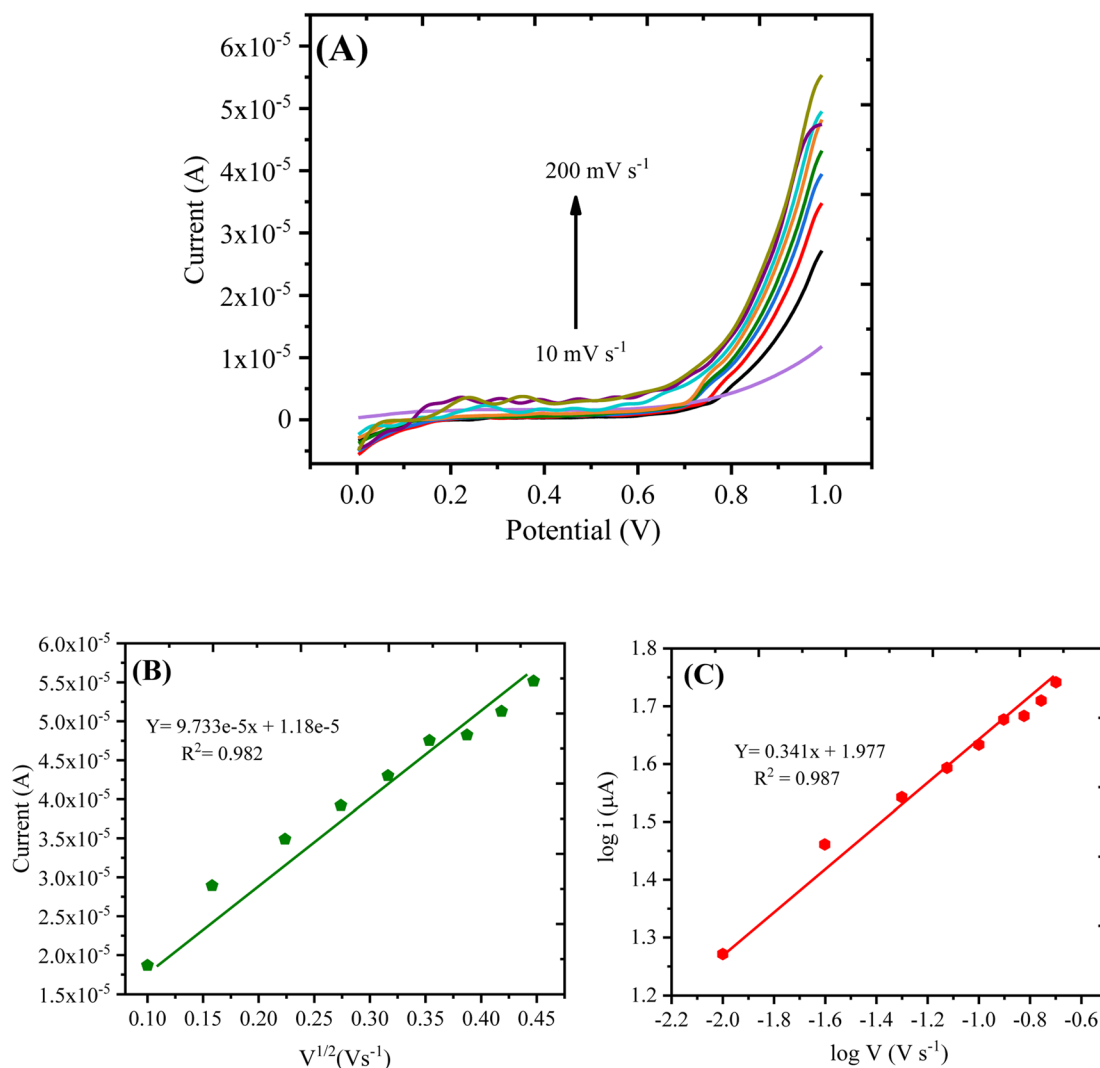 (A)
6x10⁻⁵
5x10⁻⁵
4x10⁻⁵
3x10⁻⁵
2x10⁻⁵
1x10⁻⁵
0
Current (A)
200 mV s⁻¹
10 mV s⁻¹
0.0 0.2 0.4 0.6 0.8 1.0
Potential (V)
(B)
6.0x10⁻⁵
5.5x10⁻⁵
5.0x10⁻⁵
4.5x10⁻⁵
4.0x10⁻⁵
3.5x10⁻⁵
3.0x10⁻⁵
2.5x10⁻⁵
2.0x10⁻⁵
1.5x10⁻⁵
Current (A)
Y= 9.733e-5x + 1.18e-5
R²= 0.982
0.10 0.15 0.20 0.25 0.30 0.35 0.40 0.45
V¹ᐟ²(Vs⁻¹)
(C)
1.8
1.7
1.6
1.5
1.4
1.3
1.2
log i (μA)
Y= 0.341x + 1.977
R² = 0.987
-2.2 -2.0 -1.8 -1.6 -1.4 -1.2 -1.0 -0.8 -0.6
log V (V s⁻¹)